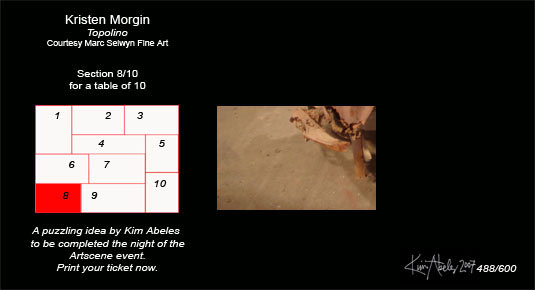 Kristen Morgin
Topolino
Courtesy Marc Selwyn Fine Art
Section 8/10
for a table of 10
1 2 3
4 5
6 7
8 9 10
A puzzling idea by Kim Abeles
to be completed the night of the
Artscene event.
Print your ticket now.
Kim Abeles 2007 488/600